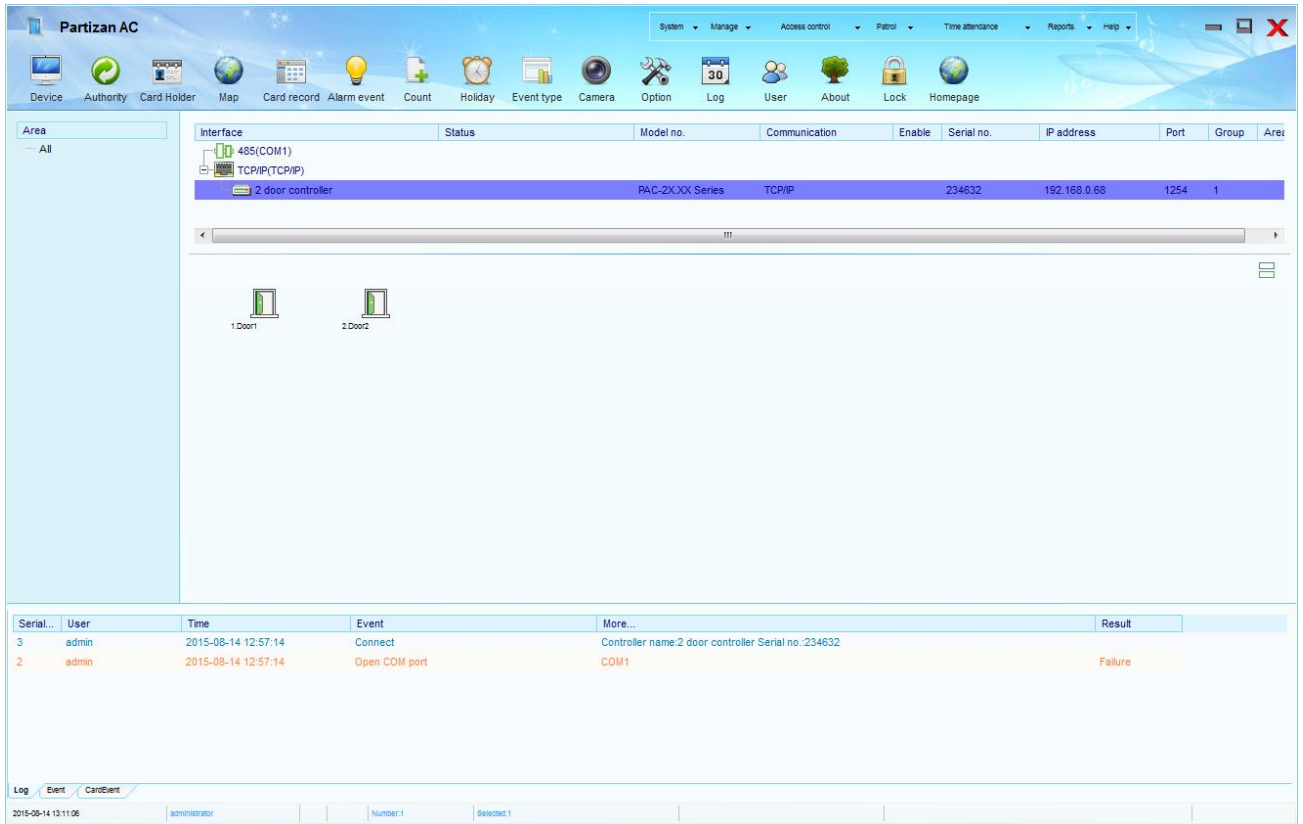 Partizan AC
System Manage Access control Patrol Time attendance Reports Help
Device Authority Card Holder Map Card record Alarm event Count Holiday Event type Camera Option Log User About Lock Homepage
30
Area
All
Interface Status Model no. Communication Enable Serial no. IP address Port Group Area
485(COM1)
TCP/IP(TCP/IP)
2 door controller PAC-2X.XX Series TCP/IP 234632 192.168.0.68 1254 1
1.Door1 2.Door2
Serial... User Time Event More... Result
3 admin 2015-08-14 12:57:14 Connect Controller name:2 door controller Serial no.:234632
2 admin 2015-08-14 12:57:14 Open COM port COM1 Failure
Log Event CardEvent
2015-08-14 13:11:06 administrator Number:1 Selected:1